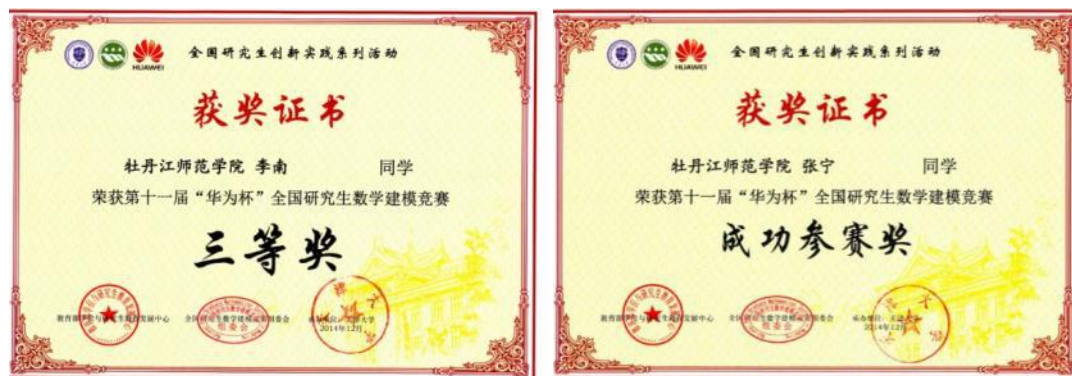 HUAWEI
全国研究生创新实践系列活动
获奖证书
牡丹江师范学院 李南 同学
荣获第十一届“华为杯”全国研究生数学建模竞赛
三等奖
2014年12月
HUAWEI
全国研究生创新实践系列活动
获奖证书
牡丹江师范学院 张宁 同学
荣获第十一届“华为杯”全国研究生数学建模竞赛
成功参赛奖
2014年12月